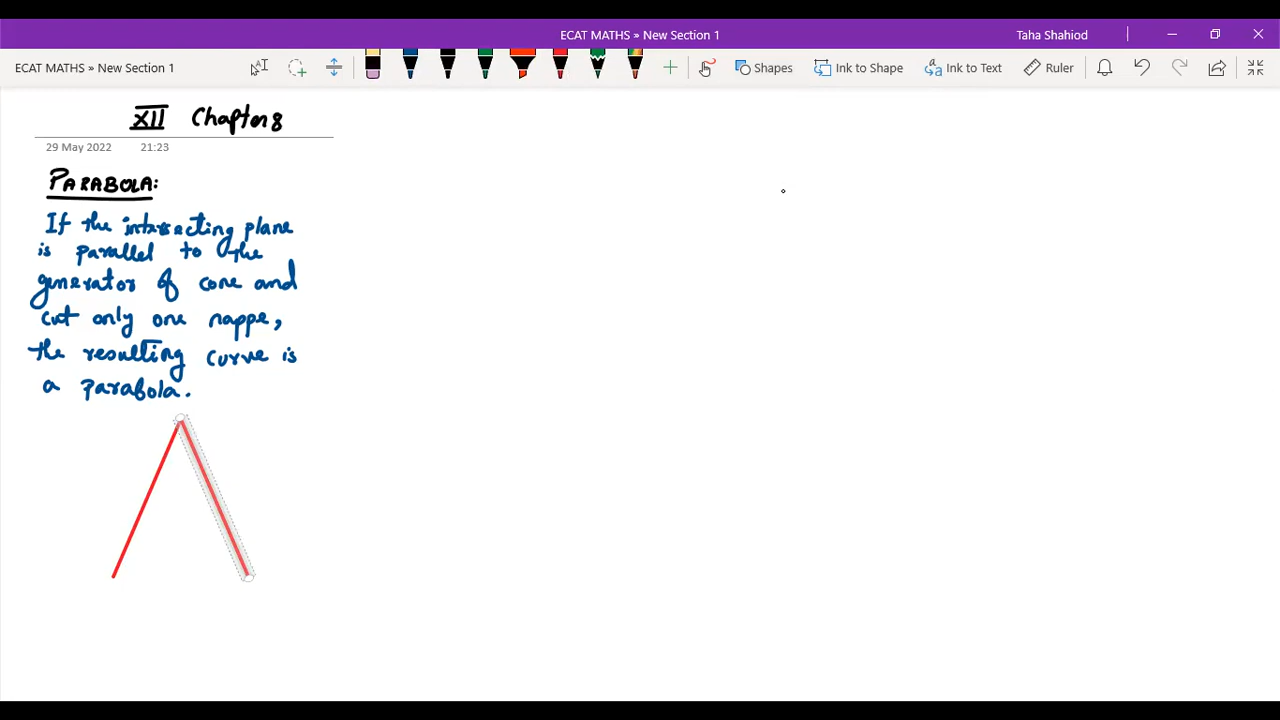 ECAT MATHS » New Section 1
Taha Shahiod
ECAT MATHS » New Section 1
Shapes
Ink to Shape
Ink to Text
Ruler
XII Chapter 8
29 May 2022 21:23
PARABOLA:
If the intersecting plane
is parallel to the
generator of cone and
cut only one nappe,
the resulting curve is
a parabola.